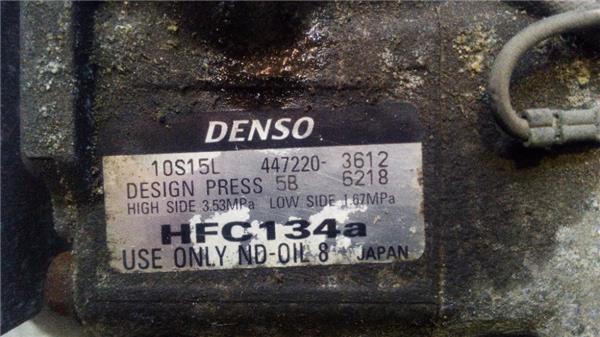 DENSO
10S15L 447220- 3612
DESIGN PRESS 5B 6218
HIGH SIDE 3.53MPa LOW SIDE 1.67MPa
HFC134a
USE ONLY ND-OIL 8 JAPAN